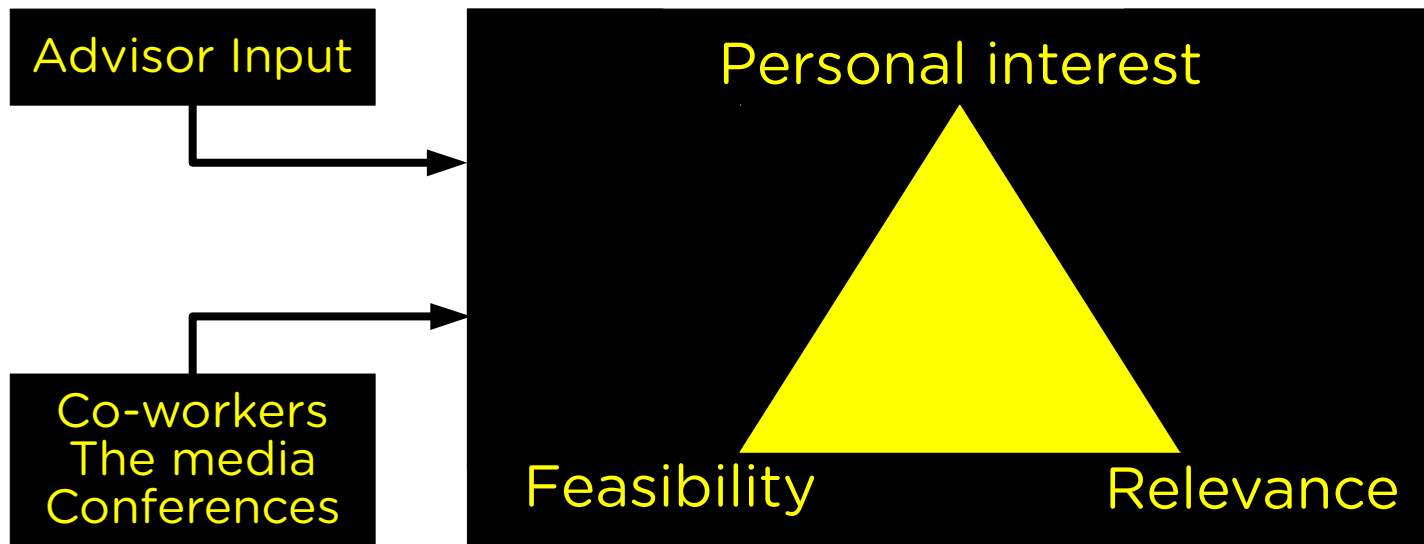 Advisor Input
Personal interest
Co-workers
The media
Conferences
Feasibility
Relevance